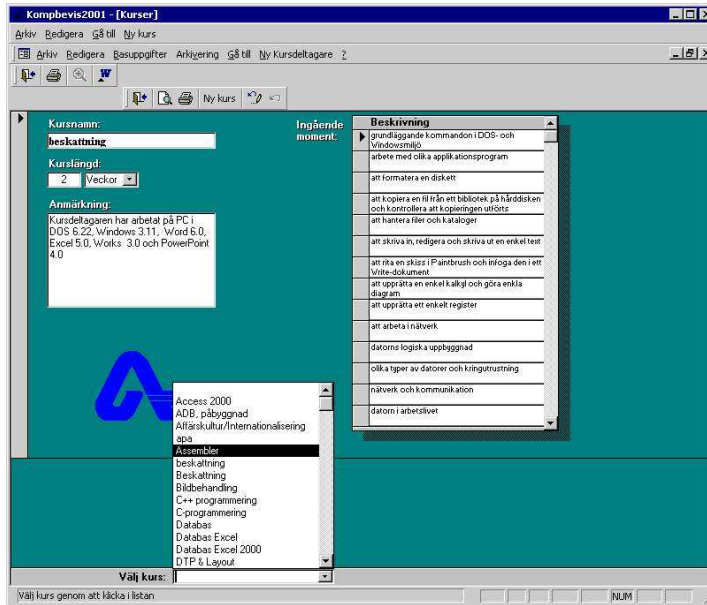 Kompbevis2001 - [Kurser]
Arkiv Redigera Gå till Ny kurs
Arkiv Redigera Basuppgifter Arkivering Gå till Ny Kursdeltagare ?
Ny kurs
Kursnamn:
beskattning
Kurslängd:
2 Veckor
Anmärkning:
Kursdeltagaren har arbetat på PC i
DOS 6.22, Windows 3.11, Word 6.0,
Excel 5.0, Works 3.0 och PowerPoint
4.0
Ingående
moment:
Beskrivning
grundläggande kommandon i DOS- och
Windowsmiljö
arbete med olika applikationsprogram
att formatera en diskett
att kopiera en fil från ett bibliotek på hårddisken
och kontrollera att kopieringen utförts
att hantera filer och kataloger
att skriva in, redigera och skriva ut en enkel text
att rita en skiss i Paintbrush och infoga den i ett
Write-dokument
att upprätta en enkel kalkyl och göra enkla
diagram
att upprätta ett enkelt register
att arbeta i nätverk
datorns logiska uppbyggnad
olika typer av datorer och kringutrustning
nätverk och kommunikation
datorn i arbetslivet
Access 2000
ADB, påbyggnad
Affärskultur/Internationalisering
apa
Assembler
beskattning
Beskattning
Bildbehandling
C++ programmering
C-programmering
Databas
Databas Excel
Databas Excel 2000
DTP & Layout
Välj kurs:
Välj kurs genom att klicka i listan
NUM